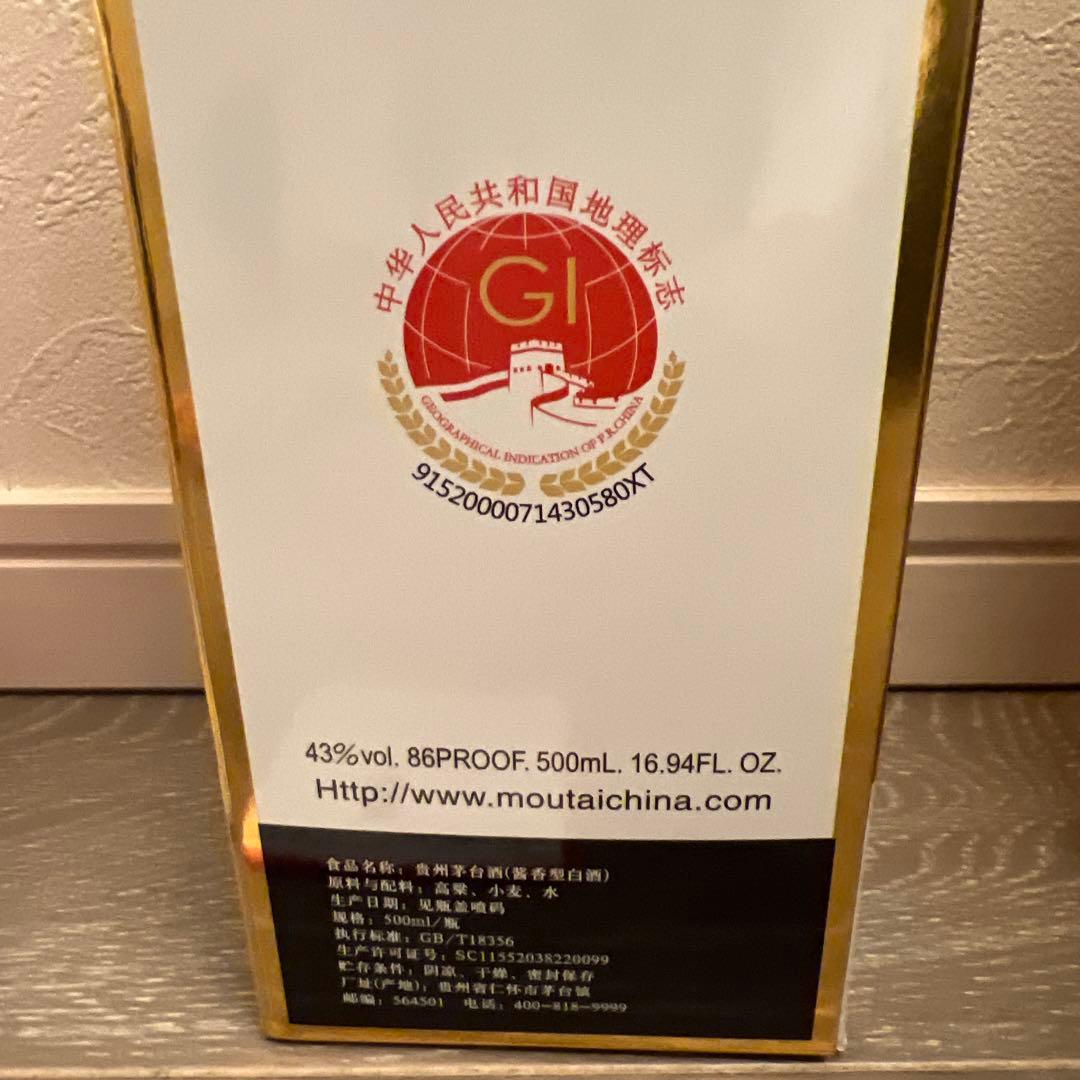 中华人民共和国地理标志
GI
GEOGRAPHICAL INDICATION OF P.R.CHINA
9152000071430580XT
43%vol. 86PROOF. 500mL. 16.94FL. OZ.
Http://www.moutaichina.com
食品名称：贵州茅台酒(酱香型白酒)
原料与配料：高粱、小麦、水
生产日期：见瓶盖喷码
规格：500ml/瓶
执行标准：GB/T18356
生产许可证号：SC11552038220099
贮存条件：阴凉、干燥、密封保存
厂址(产地)：贵州省仁怀市茅台镇
邮编：564501 电话：400-818-9999